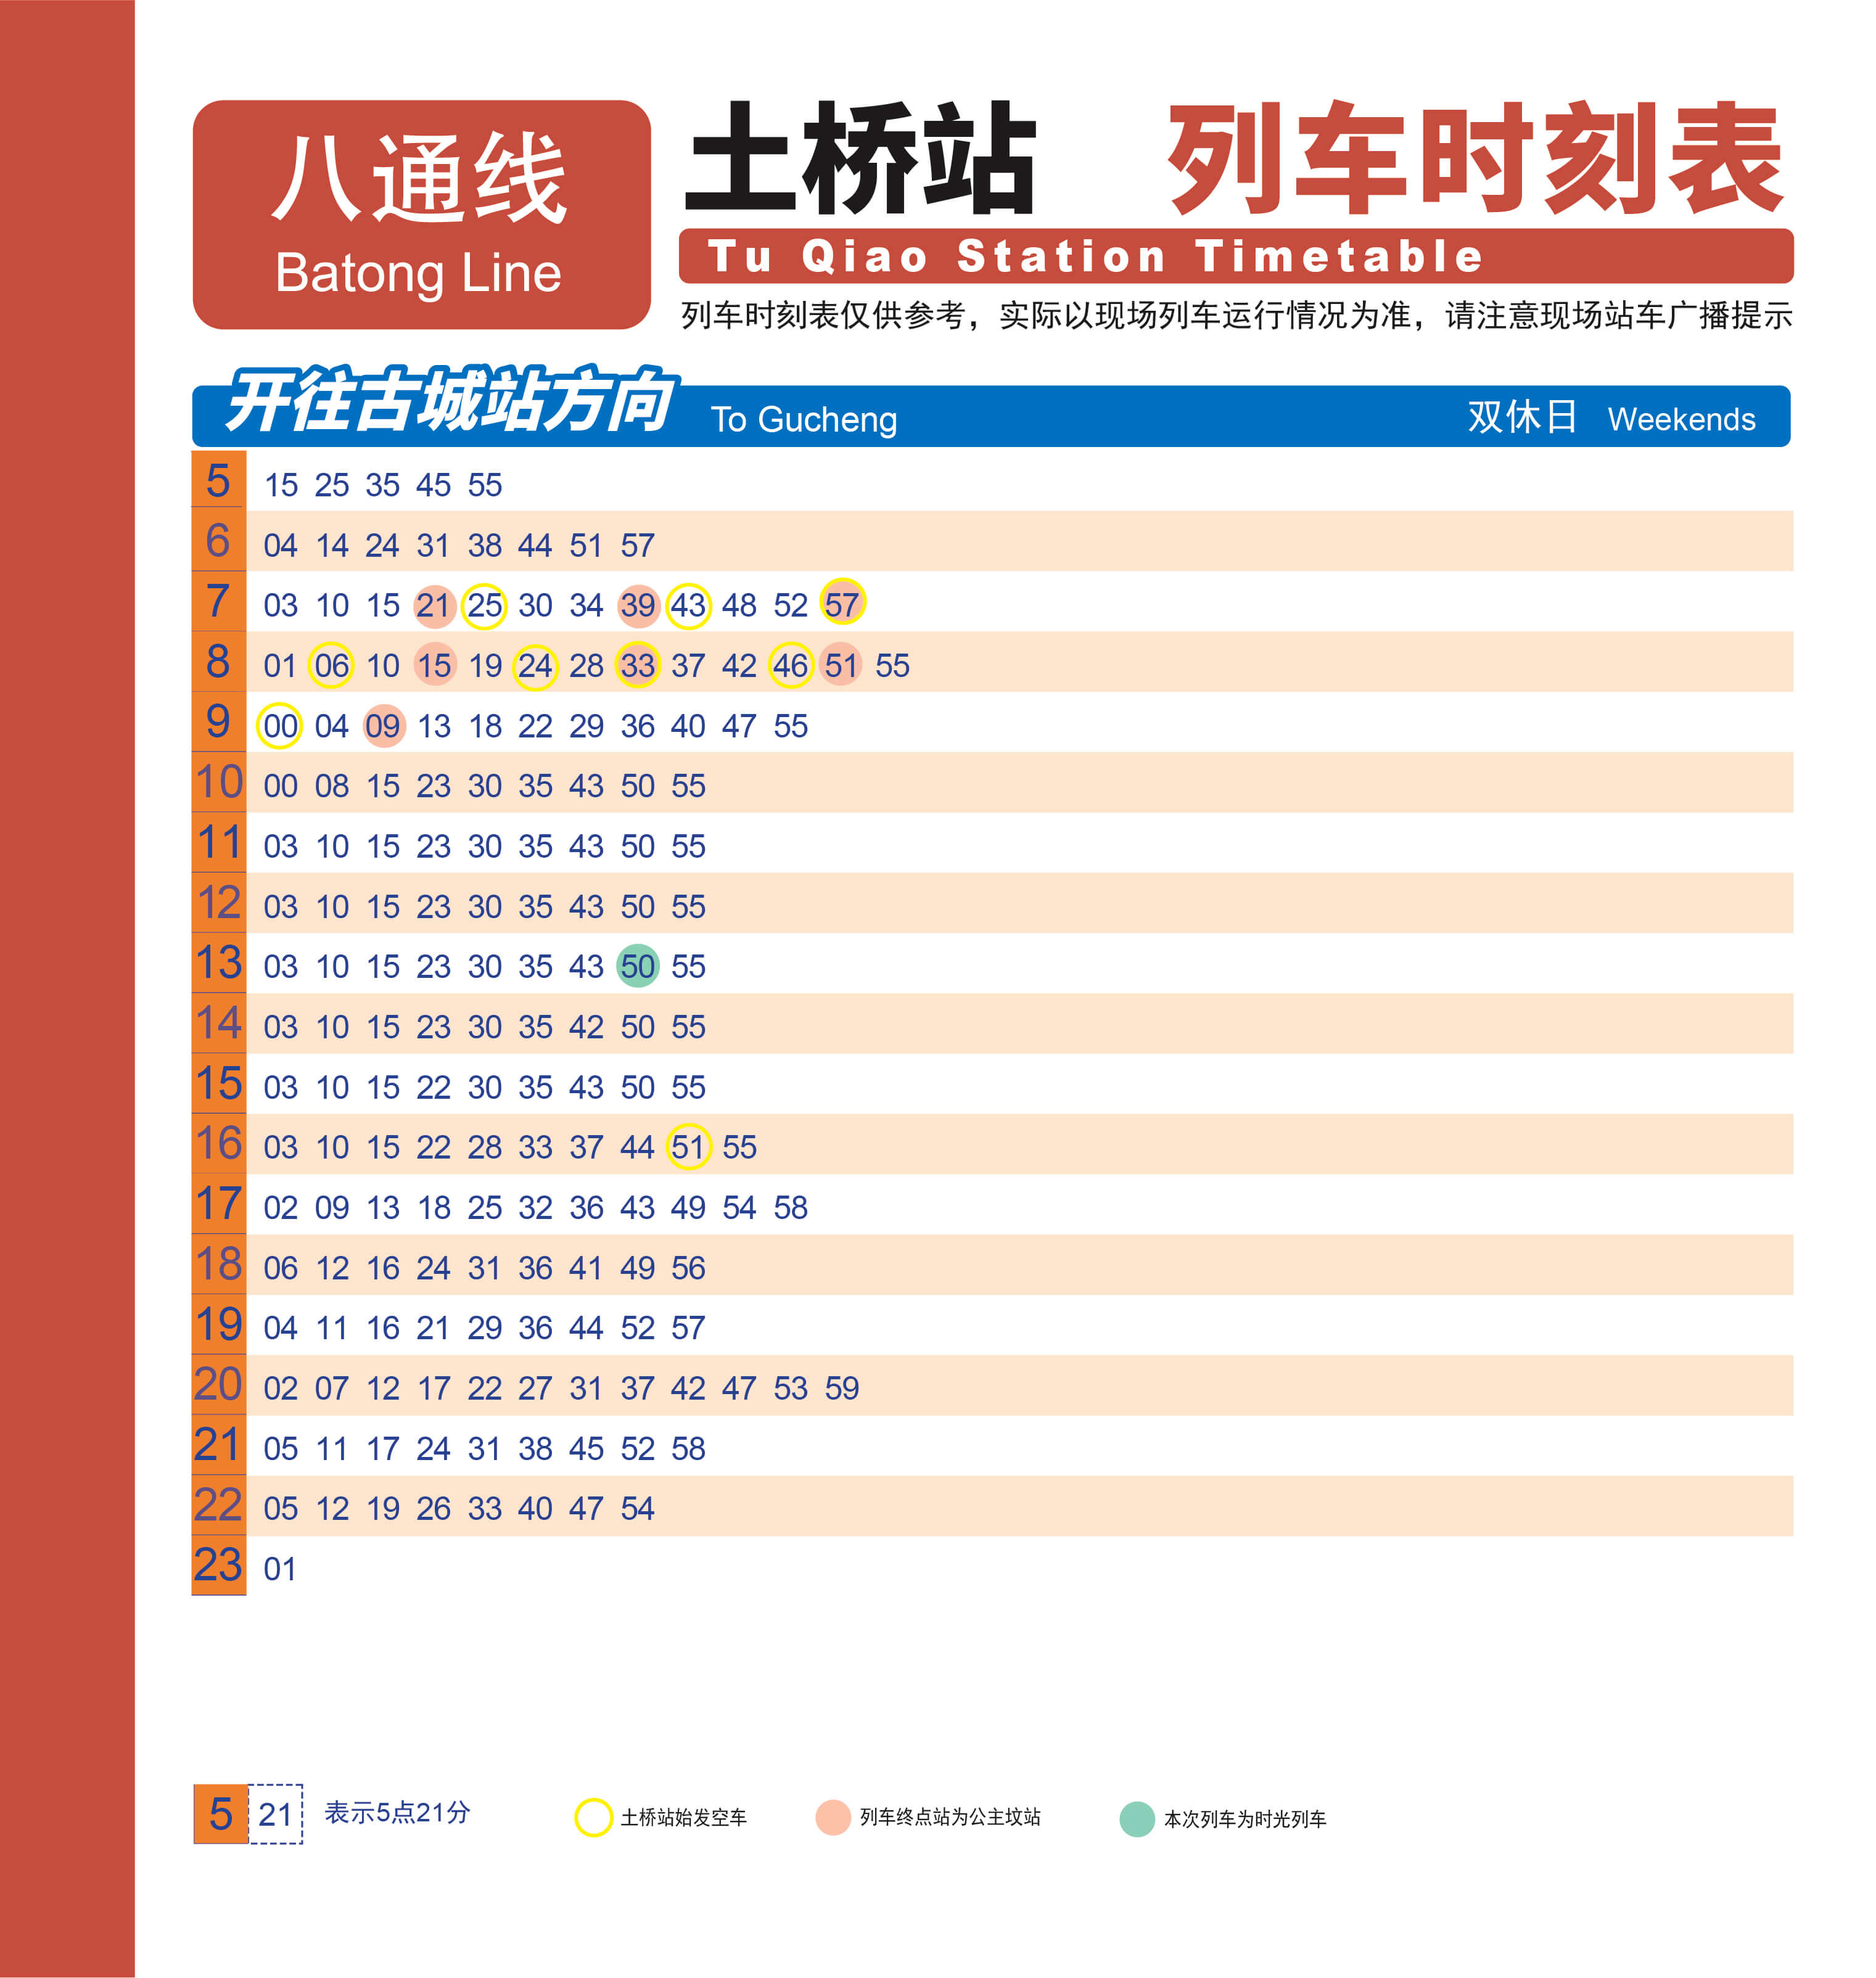 八通线
Batong Line
土桥站 列车时刻表
Tu Qiao Station Timetable
列车时刻表仅供参考，实际以现场列车运行情况为准，请注意现场站车广播提示
开往古城站方向 To Gucheng 双休日 Weekends
5 15 25 35 45 55
6 04 14 24 31 38 44 51 57
7 03 10 15 21 25 30 34 39 43 48 52 57
8 01 06 10 15 19 24 28 33 37 42 46 51 55
9 00 04 09 13 18 22 29 36 40 47 55
10 00 08 15 23 30 35 43 50 55
11 03 10 15 23 30 35 43 50 55
12 03 10 15 23 30 35 43 50 55
13 03 10 15 23 30 35 43 50 55
14 03 10 15 23 30 35 42 50 55
15 03 10 15 22 30 35 43 50 55
16 03 10 15 22 28 33 37 44 51 55
17 02 09 13 18 25 32 36 43 49 54 58
18 06 12 16 24 31 36 41 49 56
19 04 11 16 21 29 36 44 52 57
20 02 07 12 17 22 27 31 37 42 47 53 59
21 05 11 17 24 31 38 45 52 58
22 05 12 19 26 33 40 47 54
23 01
5 21 表示5点21分 土桥站始发空车 列车终点站为公主坟站 本次列车为时光列车